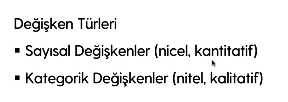 Değişken Türleri
▪ Sayısal Değişkenler (nicel, kantitatif)
▪ Kategorik Değişkenler (nitel, kalitatif)